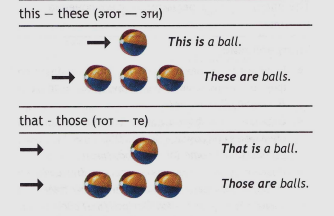 this – these (этот — эти)
This is a ball.
These are balls.
that - those (тот — те)
That is a ball.
Those are balls.